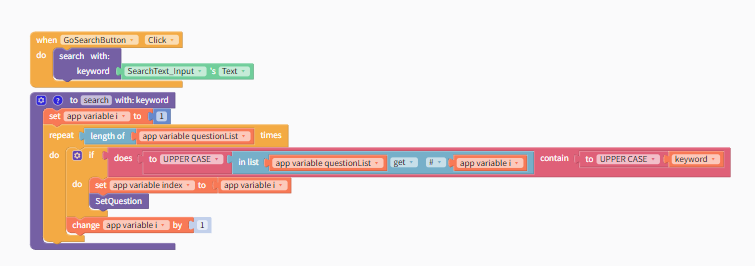 when GoSearchButton Click
do search with:
keyword SearchText_Input 's Text
? to search with: keyword
set app variable i to 1
repeat length of app variable questionList times
do if does to UPPER CASE in list app variable questionList get # app variable i contain to UPPER CASE keyword
do set app variable index to app variable i
SetQuestion
change app variable i by 1